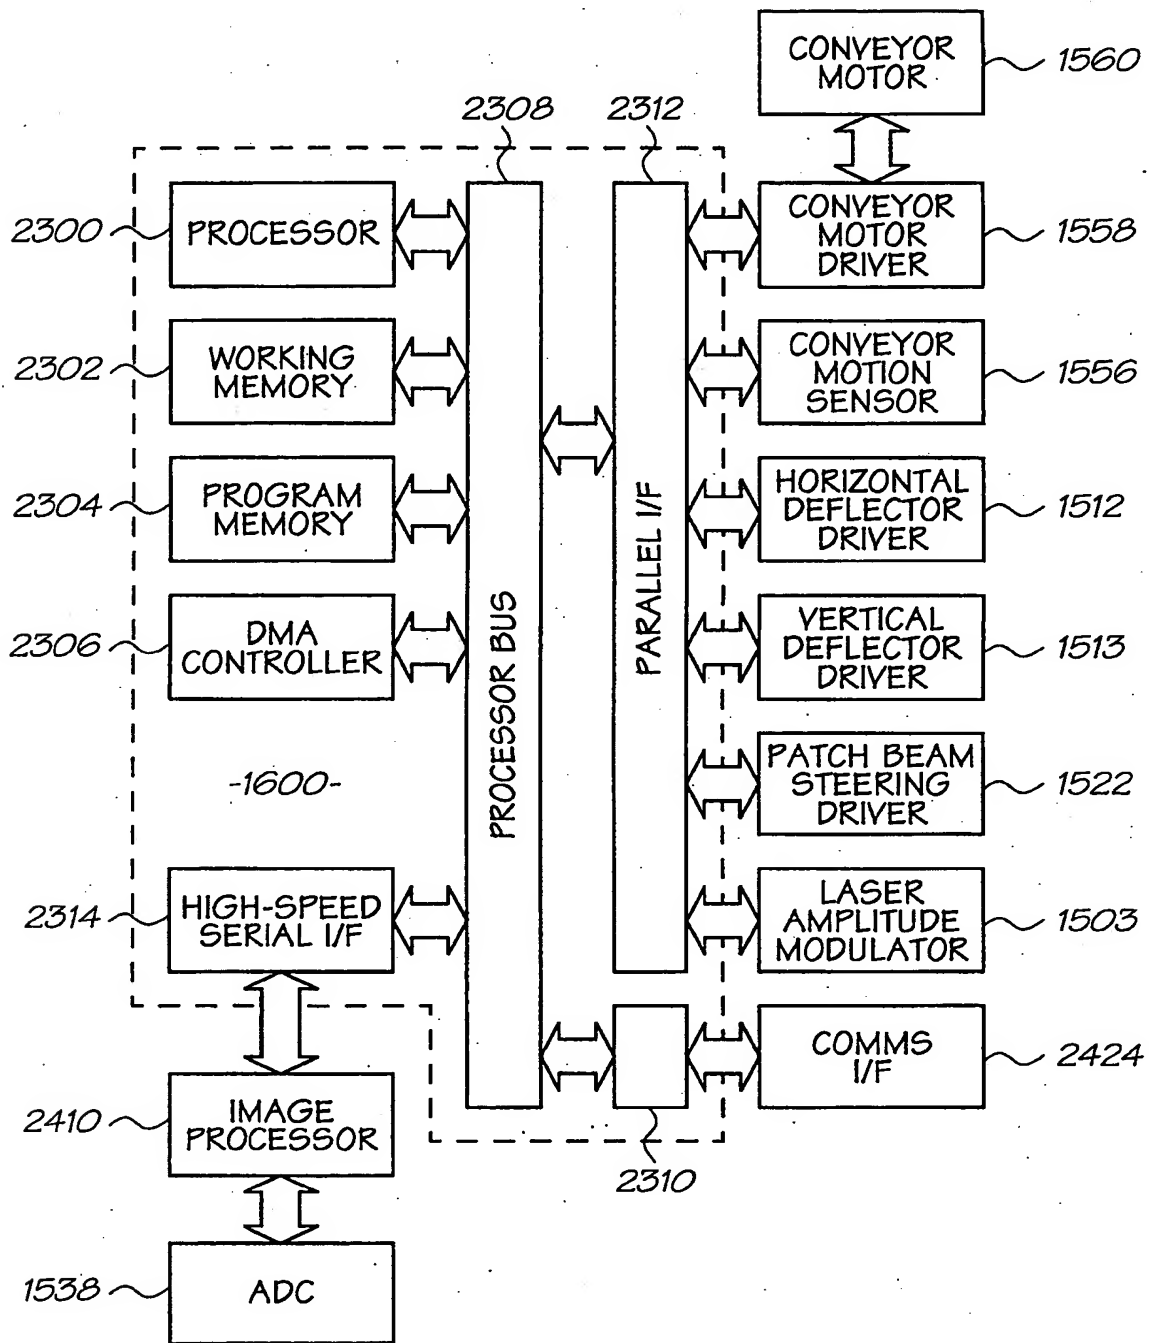 CONVEYOR
MOTOR
1560
2308
2312
2300
PROCESSOR
CONVEYOR
MOTOR
DRIVER
1558
2302
WORKING
MEMORY
CONVEYOR
MOTION
SENSOR
1556
2304
PROGRAM
MEMORY
HORIZONTAL
DEFLECTOR
DRIVER
1512
2306
DMA
CONTROLLER
PROCESSOR BUS
PARALLEL I/F
VERTICAL
DEFLECTOR
DRIVER
1513
-1600-
PATCH BEAM
STEERING
DRIVER
1522
2314
HIGH-SPEED
SERIAL I/F
LASER
AMPLITUDE
MODULATOR
1503
COMMS
I/F
2424
2410
IMAGE
PROCESSOR
2310
1538
ADC